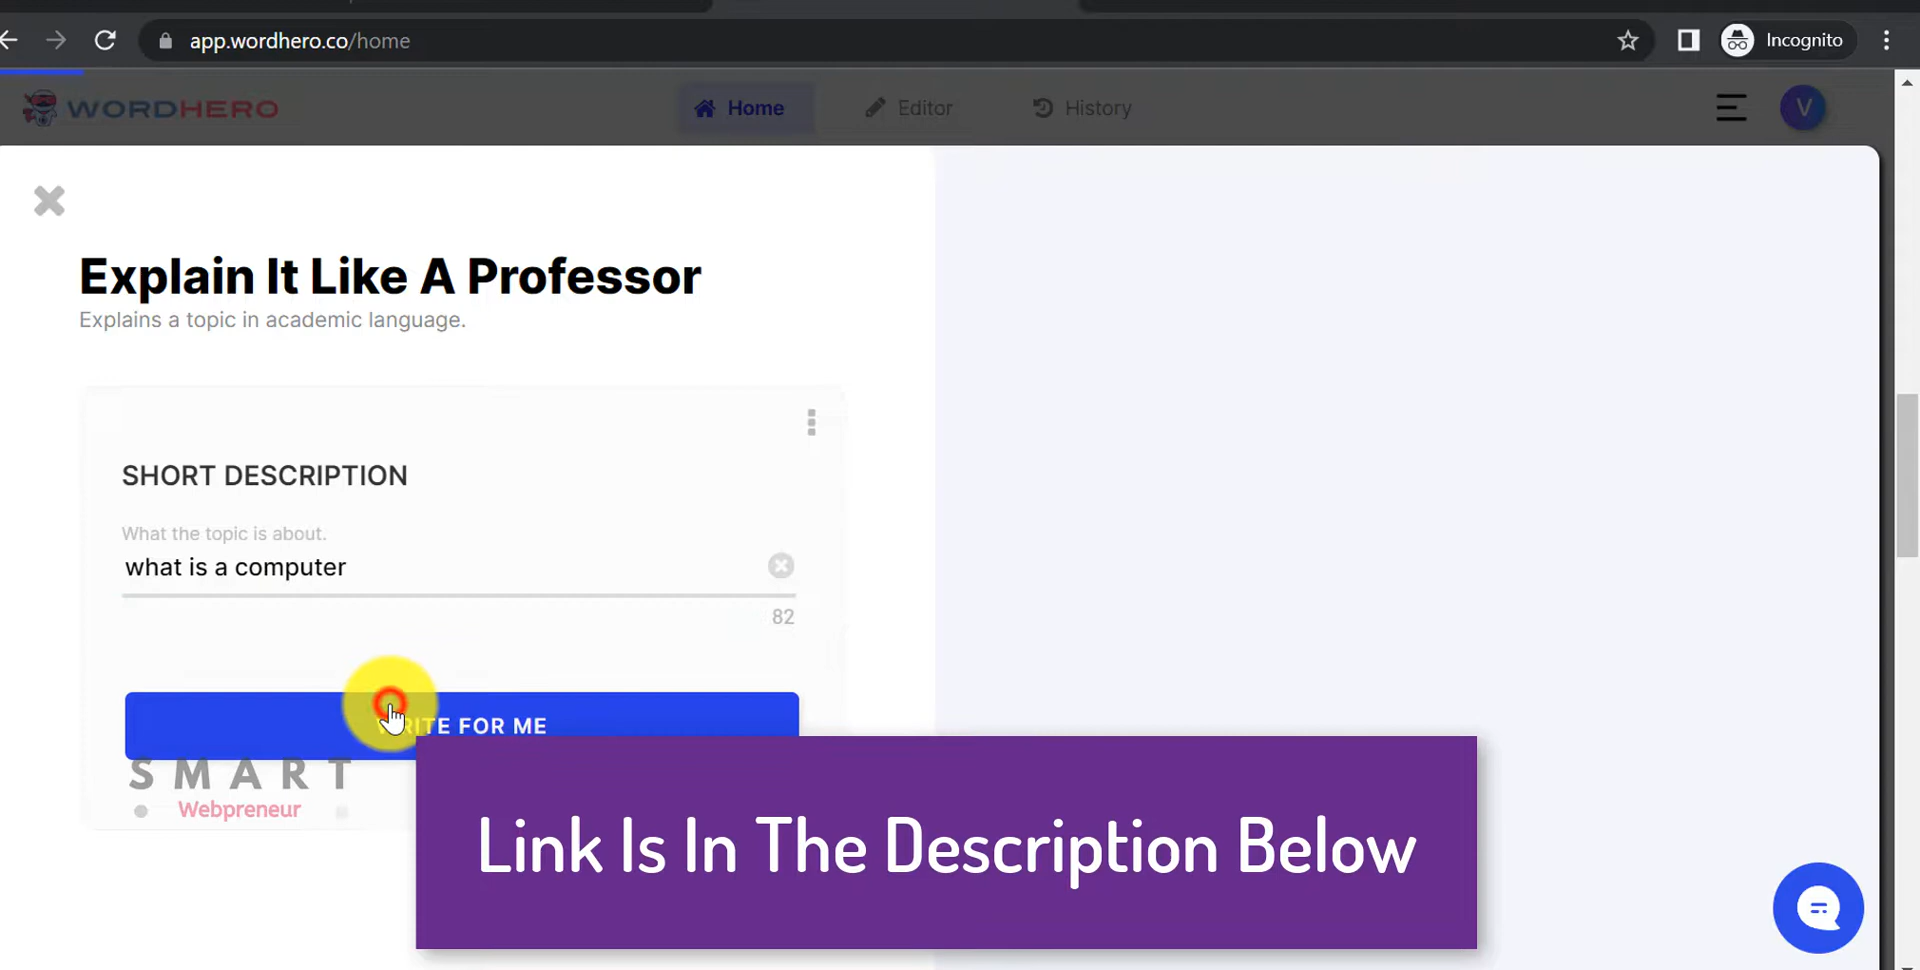 app.wordhero.co/home
Incognito
WORDHERO
Home
Editor
History
V
Explain It Like A Professor
Explains a topic in academic language.
SHORT DESCRIPTION
What the topic is about.
what is a computer
82
WRITE FOR ME
SMART
Webpreneur
Link Is In The Description Below